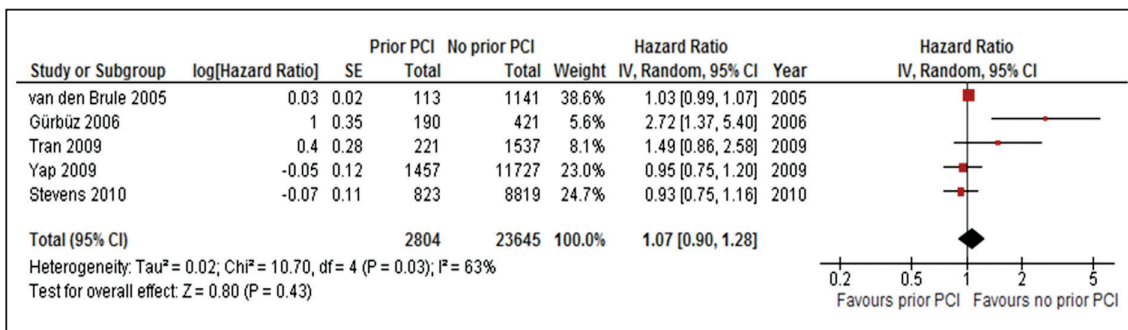 Prior PCI No prior PCI Hazard Ratio Hazard Ratio
Study or Subgroup log[Hazard Ratio] SE Total Total Weight IV, Random, 95% CI Year IV, Random, 95% CI
van den Brule 2005 0.03 0.02 113 1141 38.6% 1.03 [0.99, 1.07] 2005
Gürbüz 2006 1 0.35 190 421 5.6% 2.72 [1.37, 5.40] 2006
Tran 2009 0.4 0.28 221 1537 8.1% 1.49 [0.86, 2.58] 2009
Yap 2009 -0.05 0.12 1457 11727 23.0% 0.95 [0.75, 1.20] 2009
Stevens 2010 -0.07 0.11 823 8819 24.7% 0.93 [0.75, 1.16] 2010
Total (95% CI) 2804 23645 100.0% 1.07 [0.90, 1.28]
Heterogeneity: Tau² = 0.02; Chi² = 10.70, df = 4 (P = 0.03); I² = 63%
Test for overall effect: Z = 0.80 (P = 0.43)
0.2 0.5 1 2 5
Favours prior PCI Favours no prior PCI